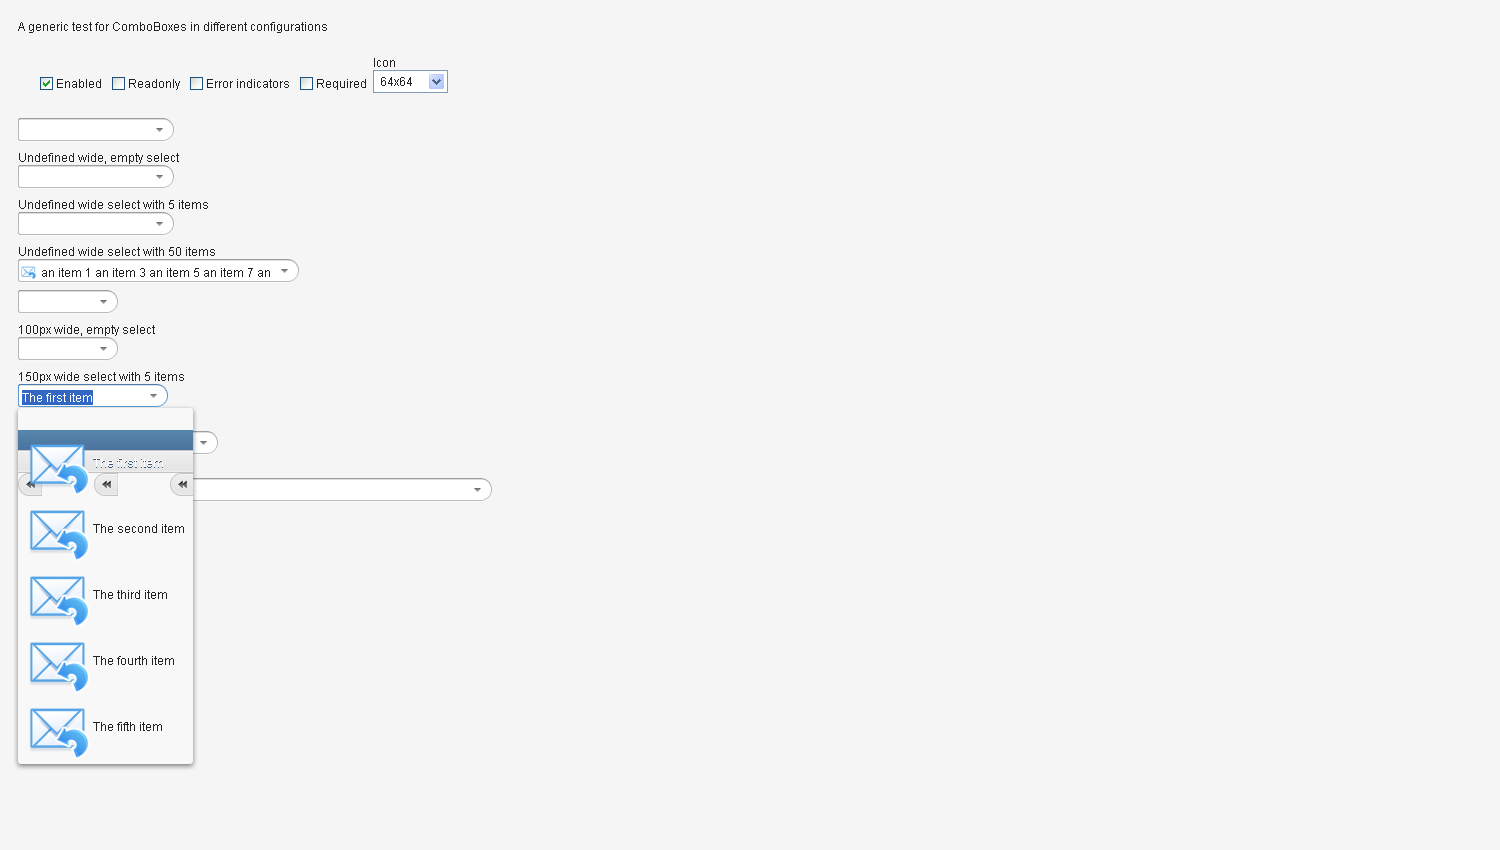 A generic test for ComboBoxes in different configurations
Icon
Enabled Readonly Error indicators Required 64x64
Undefined wide, empty select
Undefined wide select with 5 items
Undefined wide select with 50 items
an item 1 an item 3 an item 5 an item 7 an
100px wide, empty select
150px wide select with 5 items
The first item
The first item
The second item
The third item
The fourth item
The fifth item